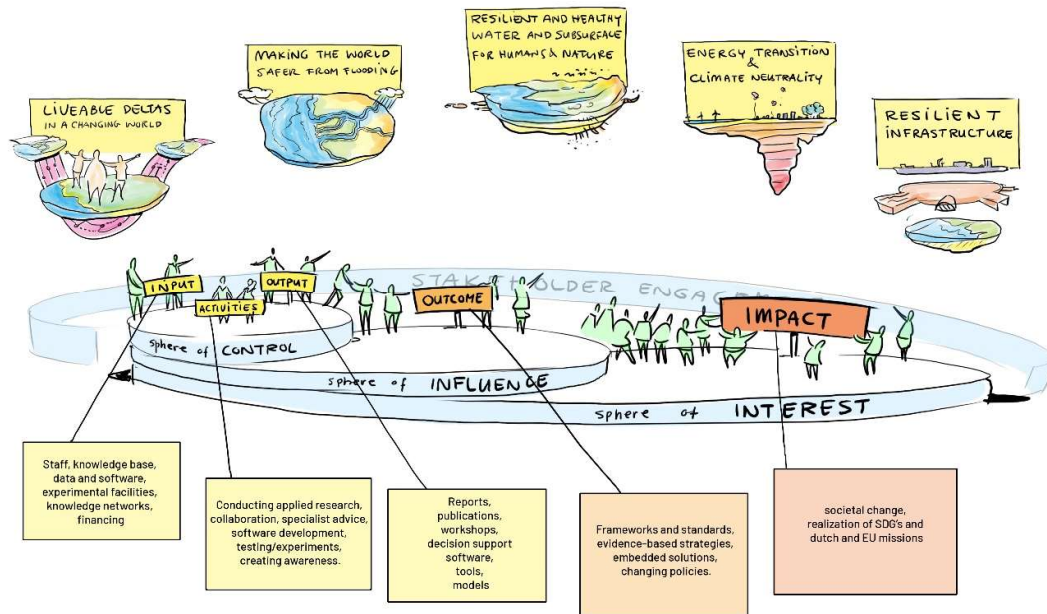 LIVEABLE DELTAS
IN A CHANGING WORLD
MAKING THE WORLD
SAFER FROM FLOODING
RESILIENT AND HEALTHY
WATER AND SUBSURFACE
FOR HUMANS & NATURE
ENERGY TRANSITION
&
CLIMATE NEUTRALITY
RESILIENT
INFRASTRUCTURE
STAKEHOLDER ENGAGE
INPUT
ACTIVITIES
OUTPUT
OUTCOME
IMPACT
sphere of CONTROL
sphere of INFLUENCE
sphere of INTEREST
Staff, knowledge base,
data and software,
experimental facilities,
knowledge networks,
financing
Conducting applied research,
collaboration, specialist advice,
software development,
testing/experiments,
creating awareness.
Reports,
publications,
workshops,
decision support
software,
tools,
models
Frameworks and standards,
evidence-based strategies,
embedded solutions,
changing policies.
societal change,
realization of SDG's and
dutch and EU missions